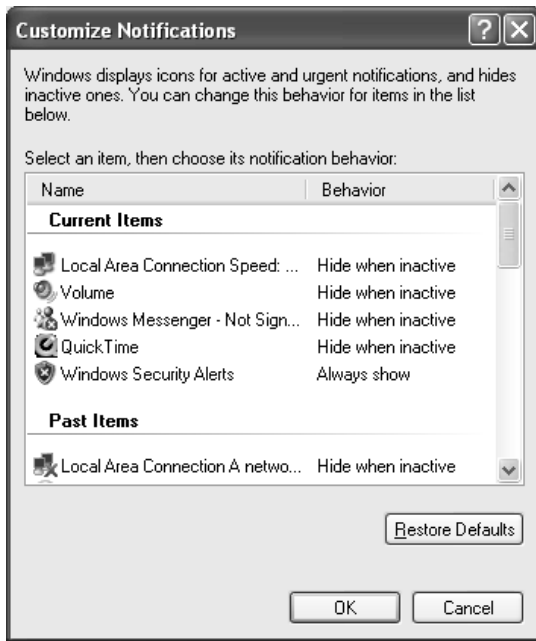 Customize Notifications
Windows displays icons for active and urgent notifications, and hides
inactive ones. You can change this behavior for items in the list
below.
Select an item, then choose its notification behavior:
Name Behavior
Current Items
Local Area Connection Speed: ... Hide when inactive
Volume Hide when inactive
Windows Messenger - Not Sign... Hide when inactive
QuickTime Hide when inactive
Windows Security Alerts Always show
Past Items
Local Area Connection A netwo... Hide when inactive
Restore Defaults
OK Cancel